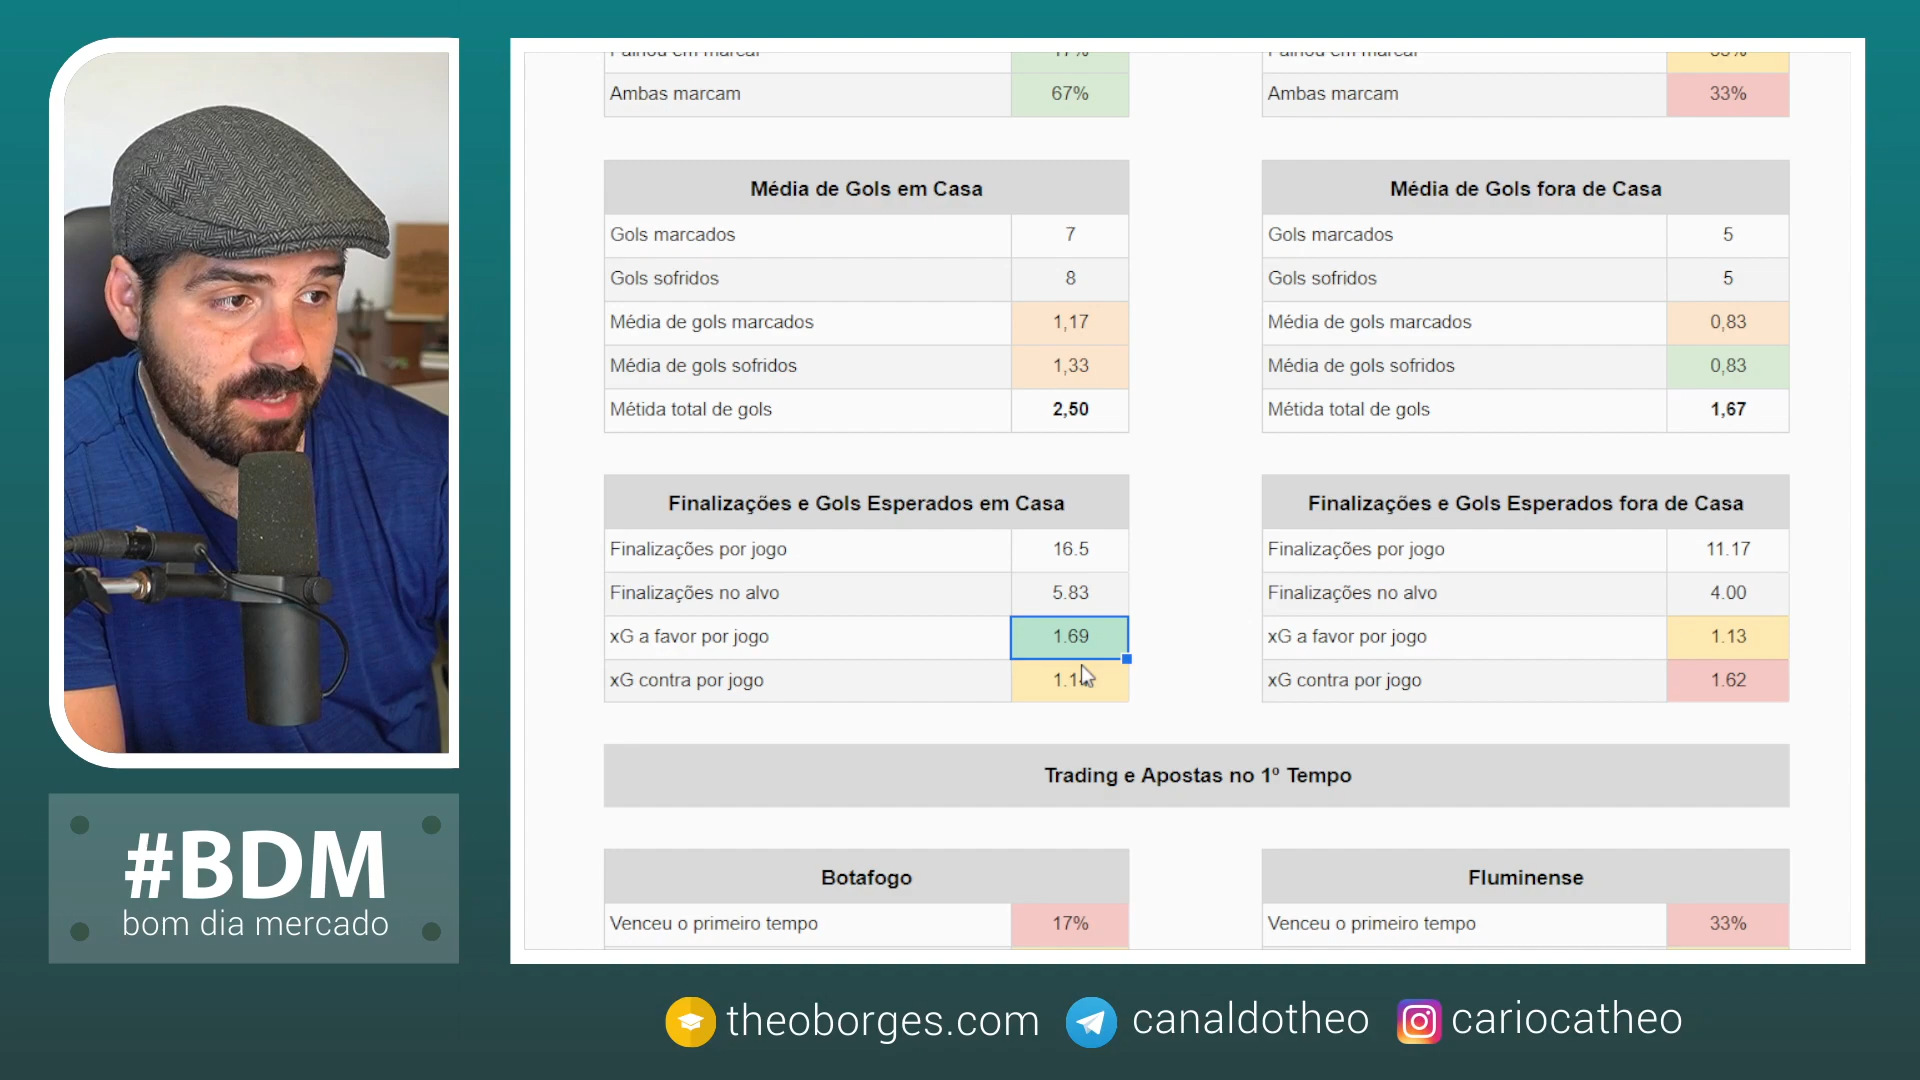 Ambas marcam 67%
Ambas marcam 33%
Média de Gols em Casa
Gols marcados 7
Gols sofridos 8
Média de gols marcados 1,17
Média de gols sofridos 1,33
Métida total de gols 2,50
Média de Gols fora de Casa
Gols marcados 5
Gols sofridos 5
Média de gols marcados 0,83
Média de gols sofridos 0,83
Métida total de gols 1,67
Finalizações e Gols Esperados em Casa
Finalizações por jogo 16.5
Finalizações no alvo 5.83
xG a favor por jogo 1.69
xG contra por jogo
Finalizações e Gols Esperados fora de Casa
Finalizações por jogo 11.17
Finalizações no alvo 4.00
xG a favor por jogo 1.13
xG contra por jogo 1.62
Trading e Apostas no 1º Tempo
Botafogo
Venceu o primeiro tempo 17%
Fluminense
Venceu o primeiro tempo 33%
#BDM
bom dia mercado
theoborges.com canaldotheo cariocatheo